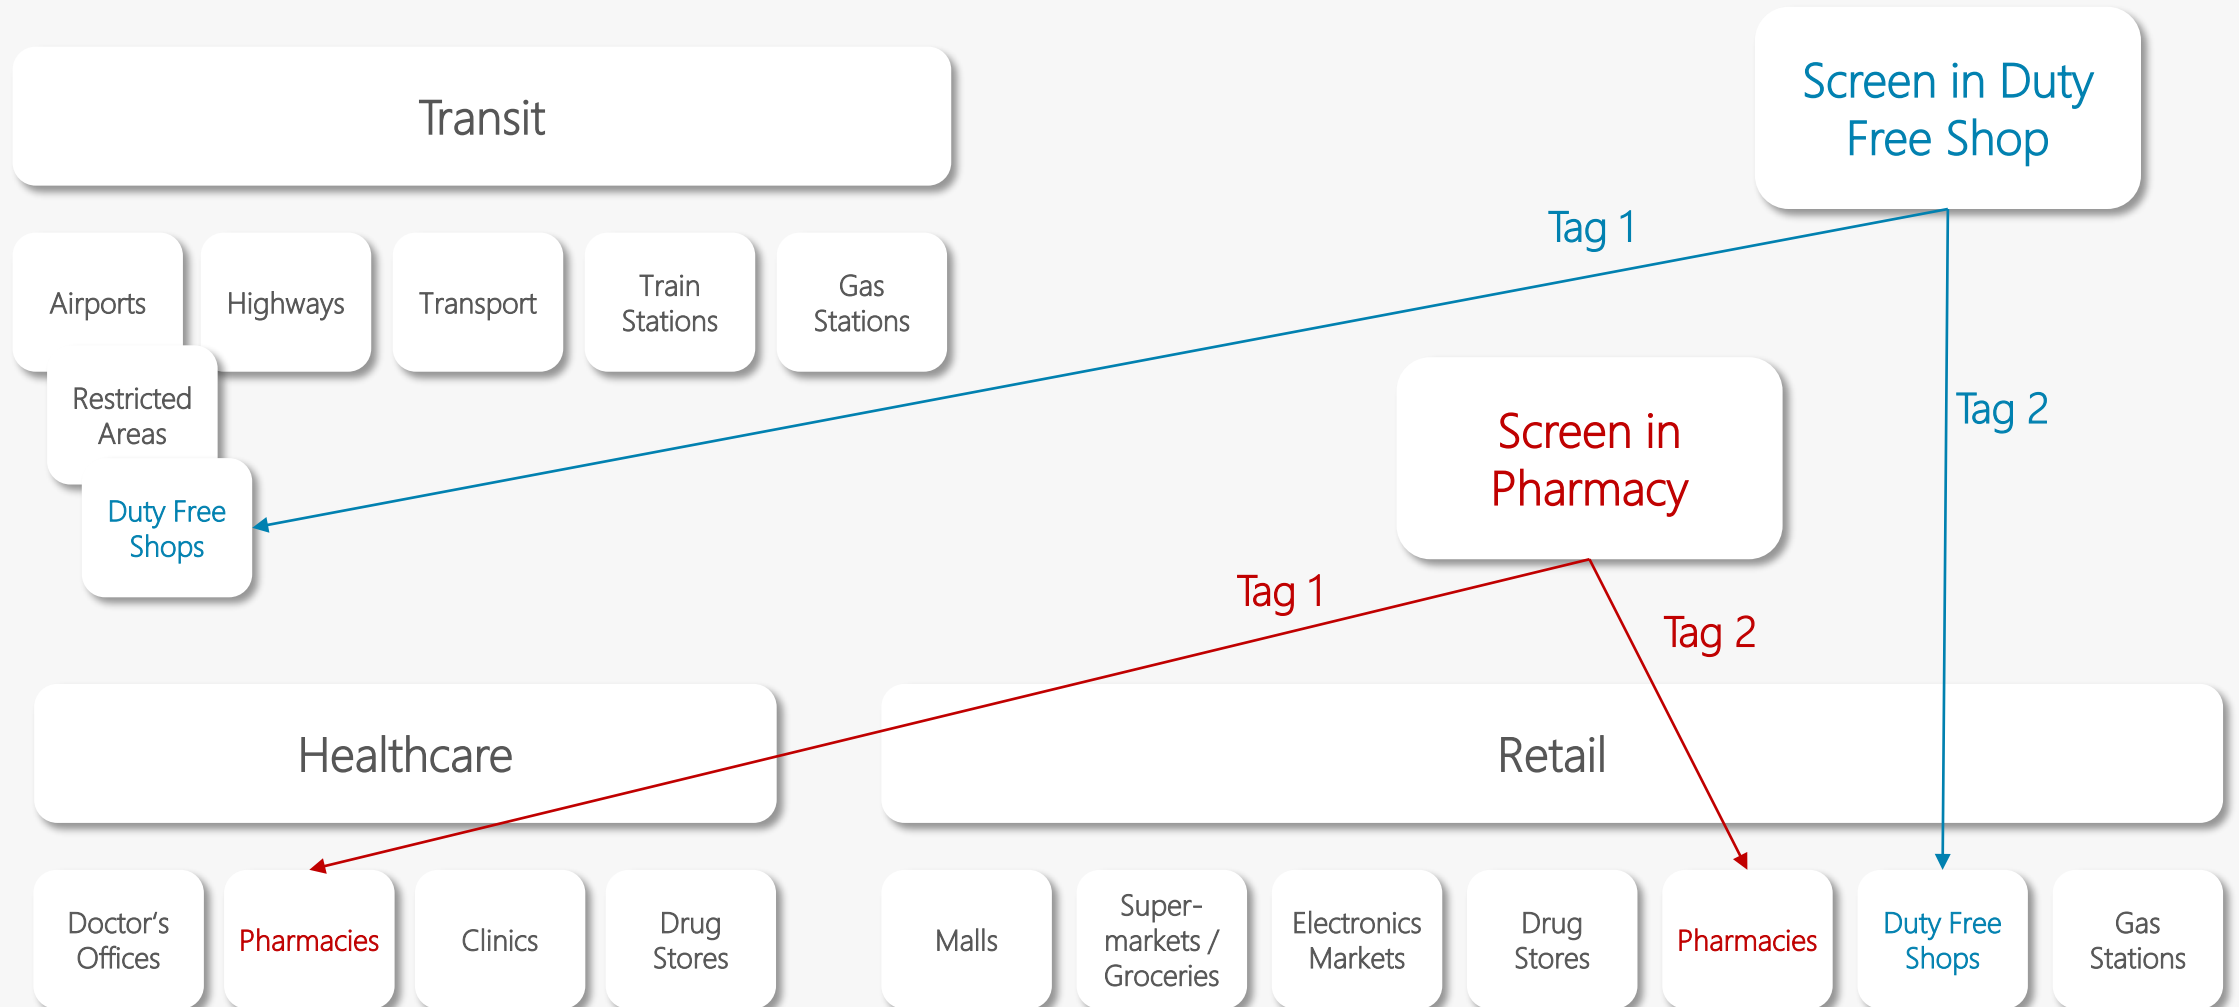 Transit
Screen in Duty
Free Shop
Tag 1
Airports
Highways
Transport
Train
Stations
Gas
Stations
Restricted
Areas
Duty Free
Shops
Screen in
Pharmacy
Tag 2
Tag 1
Tag 2
Healthcare
Retail
Doctor‘s
Offices
Pharmacies
Clinics
Drug
Stores
Malls
Super-
markets /
Groceries
Electronics
Markets
Drug
Stores
Pharmacies
Duty Free
Shops
Gas
Stations